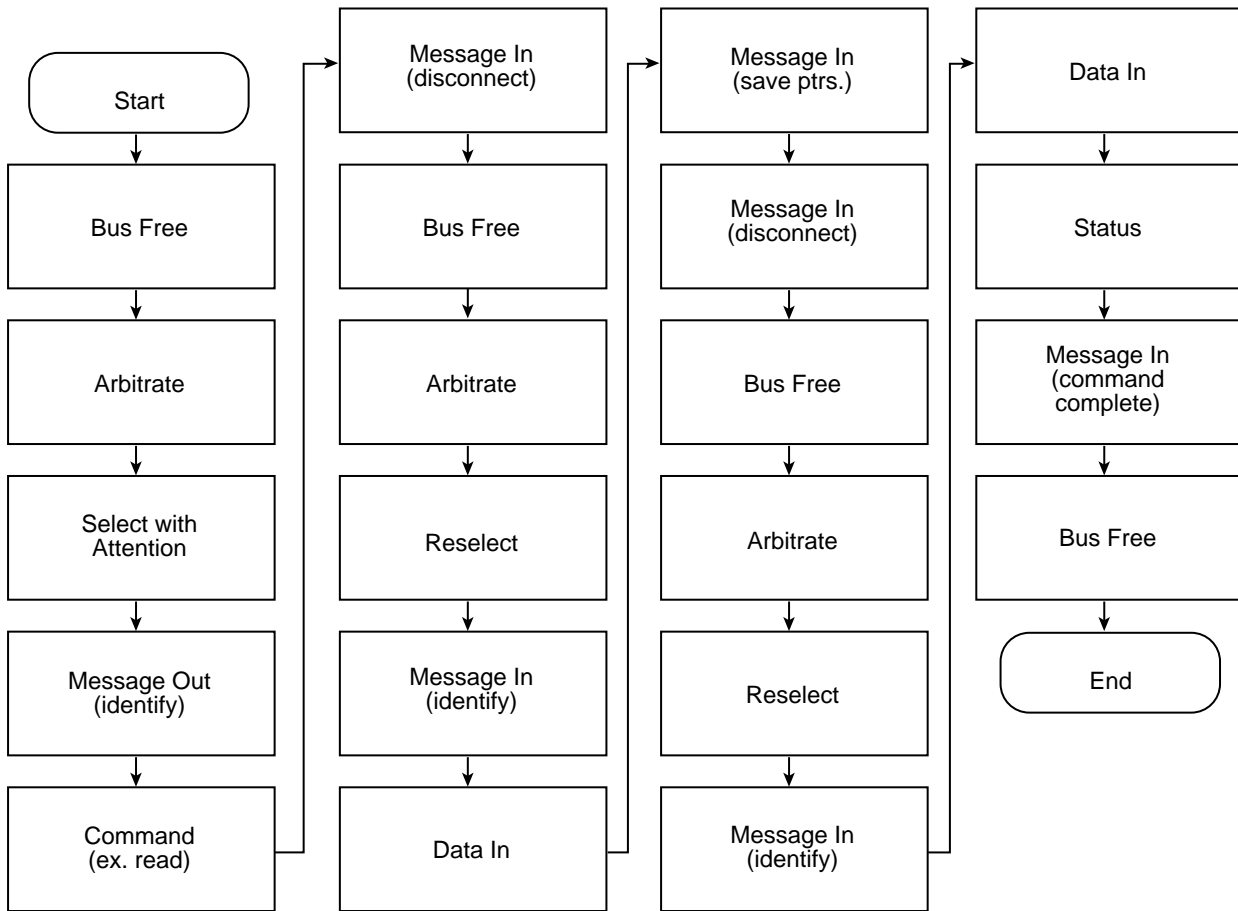 Start
Bus Free
Arbitrate
Select with
Attention
Message Out
(identify)
Command
(ex. read)
Message In
(disconnect)
Bus Free
Arbitrate
Reselect
Message In
(identify)
Data In
Message In
(save ptrs.)
Message In
(disconnect)
Bus Free
Arbitrate
Reselect
Message In
(identify)
Data In
Status
Message In
(command
complete)
Bus Free
End